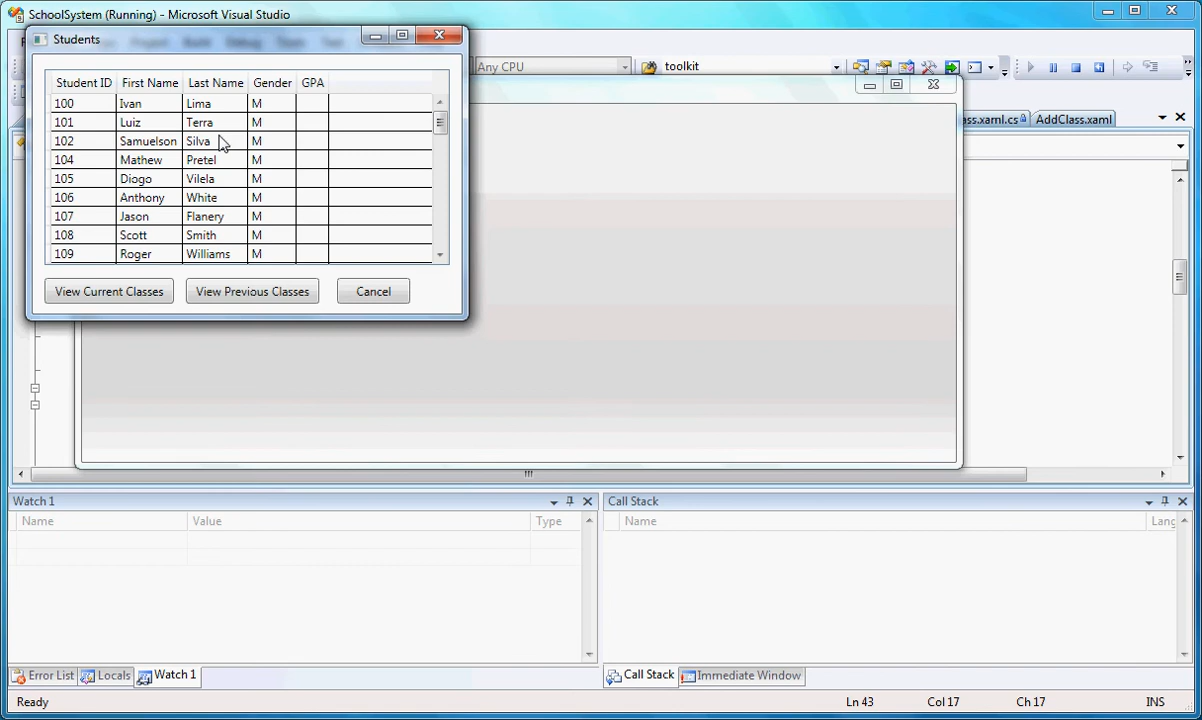 SchoolSystem (Running) - Microsoft Visual Studio
Students
Any CPU
toolkit
ass.xaml.cs
AddClass.xaml
Student ID First Name Last Name Gender GPA
100 Ivan Lima M
101 Luiz Terra M
102 Samuelson Silva M
104 Mathew Pretel M
105 Diogo Vilela M
106 Anthony White M
107 Jason Flanery M
108 Scott Smith M
109 Roger Williams M
View Current Classes View Previous Classes Cancel
Watch 1
Name Value Type
Call Stack
Name Lang
Error List Locals Watch 1
Call Stack Immediate Window
Ready Ln 43 Col 17 Ch 17 INS